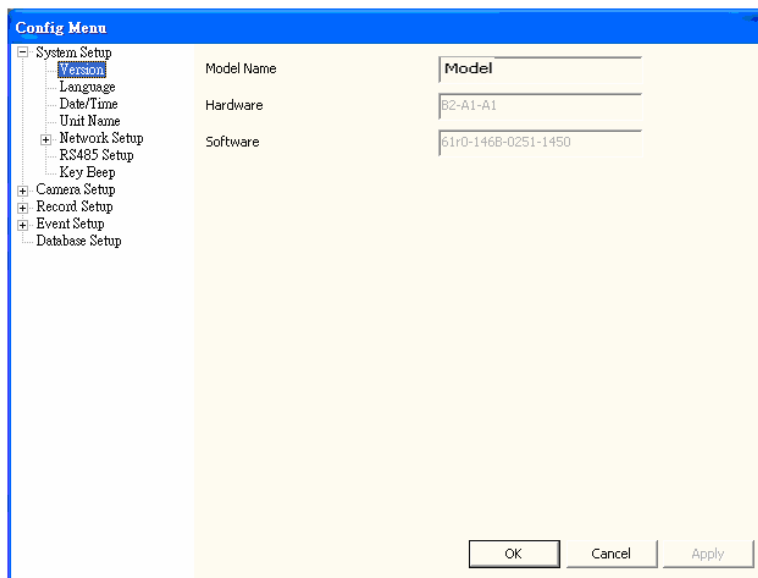 Config Menu
System Setup
Version
Language
Date/Time
Unit Name
Network Setup
RS485 Setup
Key Beep
Camera Setup
Record Setup
Event Setup
Database Setup
Model Name
Model
Hardware
B2-A1-A1
Software
61r0-146B-0251-1450
OK
Cancel
Apply